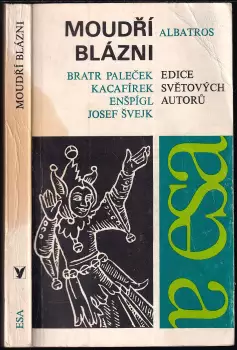 MOUDŘÍ BLÁZNI
ESA
MOUDŘÍ
BLÁZNI
ALBATROS
BRATR PALEČEK
KACAFÍREK
ENŠPÍGL
JOSEF ŠVEJK
EDICE
SVĚTOVÝCH
AUTORŮ
esa
a